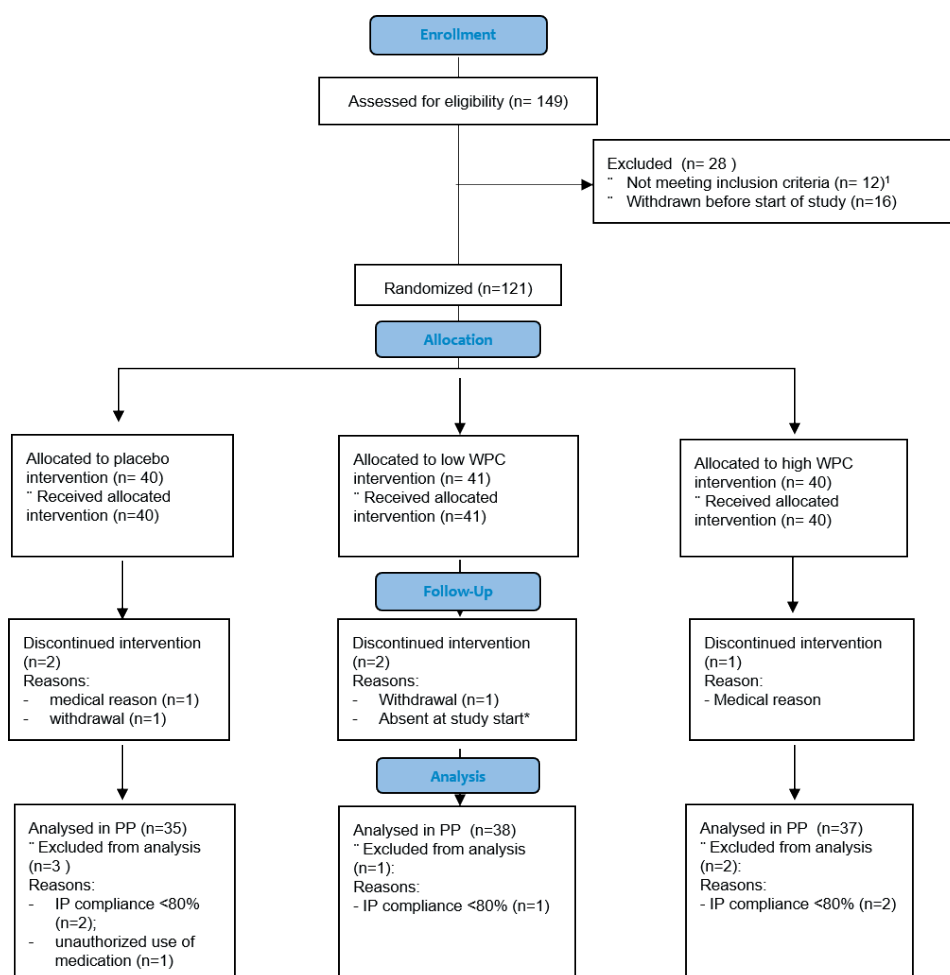 Enrollment
Assessed for eligibility (n= 149)
Excluded (n= 28 )
¨ Not meeting inclusion criteria (n= 12)¹
¨ Withdrawn before start of study (n=16)
Randomized (n=121)
Allocation
Allocated to placebo
intervention (n= 40)
¨ Received allocated
intervention (n=40)
Allocated to low WPC
intervention (n= 41)
¨ Received allocated
intervention (n=41)
Allocated to high WPC
intervention (n= 40)
¨ Received allocated
intervention (n= 40)
Follow-Up
Discontinued intervention
(n=2)
Reasons:
- medical reason (n=1)
- withdrawal (n=1)
Discontinued intervention
(n=2)
Reasons:
- Withdrawal (n=1)
- Absent at study start*
Discontinued intervention
(n=1)
Reason:
- Medical reason
Analysis
Analysed in PP (n=35)
¨ Excluded from analysis
(n=3 )
Reasons:
- IP compliance <80%
(n=2);
- unauthorized use of
medication (n=1)
Analysed in PP (n=38)
¨ Excluded from analysis
(n=1):
Reasons:
- IP compliance <80% (n=1)
Analysed in PP (n=37)
¨ Excluded from analysis
(n=2):
Reasons:
- IP compliance <80% (n=2)